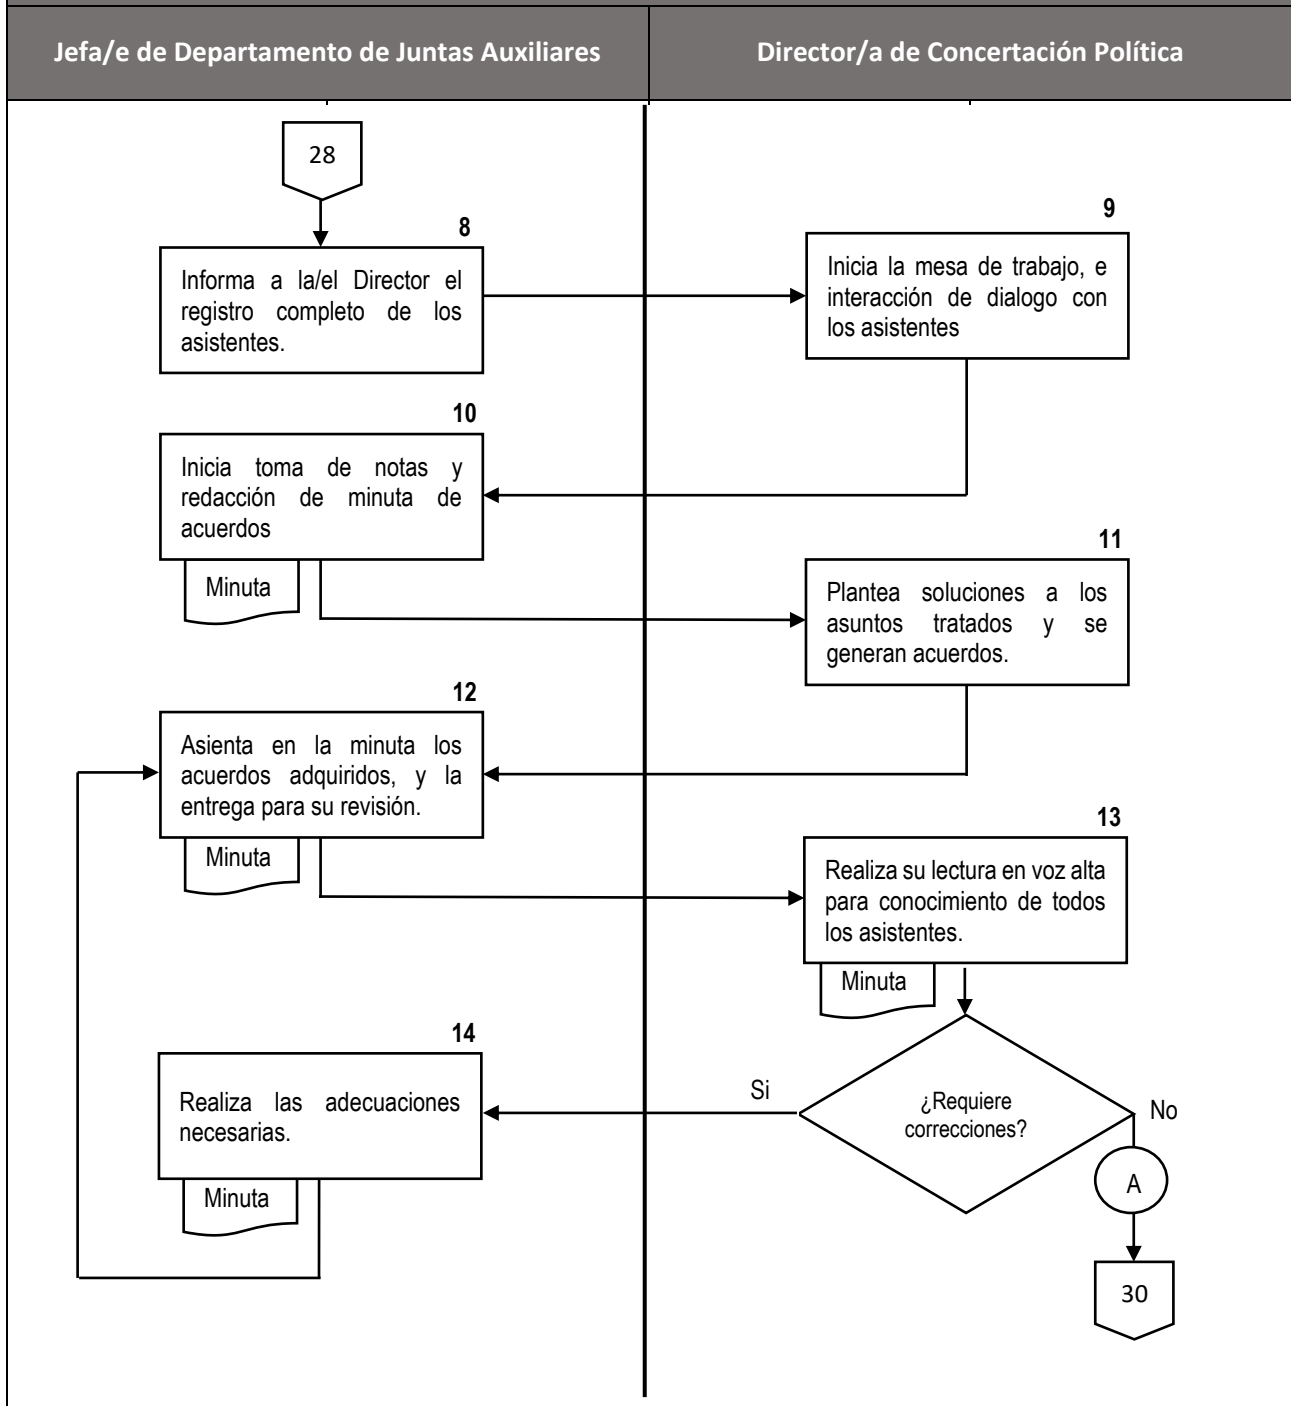 Jefa/e de Departamento de Juntas Auxiliares
Director/a de Concertación Política
28
8
Informa a la/el Director el
registro completo de los
asistentes.
9
Inicia la mesa de trabajo, e
interacción de dialogo con
los asistentes
10
Inicia toma de notas y
redacción de minuta de
acuerdos
Minuta
11
Plantea soluciones a los
asuntos tratados y se
generan acuerdos.
12
Asienta en la minuta los
acuerdos adquiridos, y la
entrega para su revisión.
Minuta
13
Realiza su lectura en voz alta
para conocimiento de todos
los asistentes.
Minuta
¿Requiere
correcciones?
Si
No
14
Realiza las adecuaciones
necesarias.
Minuta
A
30